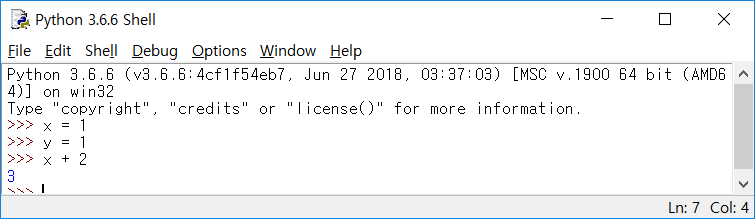 Python 3.6.6 Shell
File Edit Shell Debug Options Window Help
Python 3.6.6 (v3.6.6:4cf1f54eb7, Jun 27 2018, 03:37:03) [MSC v.1900 64 bit (AMD6
4)] on win32
Type "copyright", "credits" or "license()" for more information.
>>> x = 1
>>> y = 1
>>> x + 2
3
>>>
Ln: 7 Col: 4